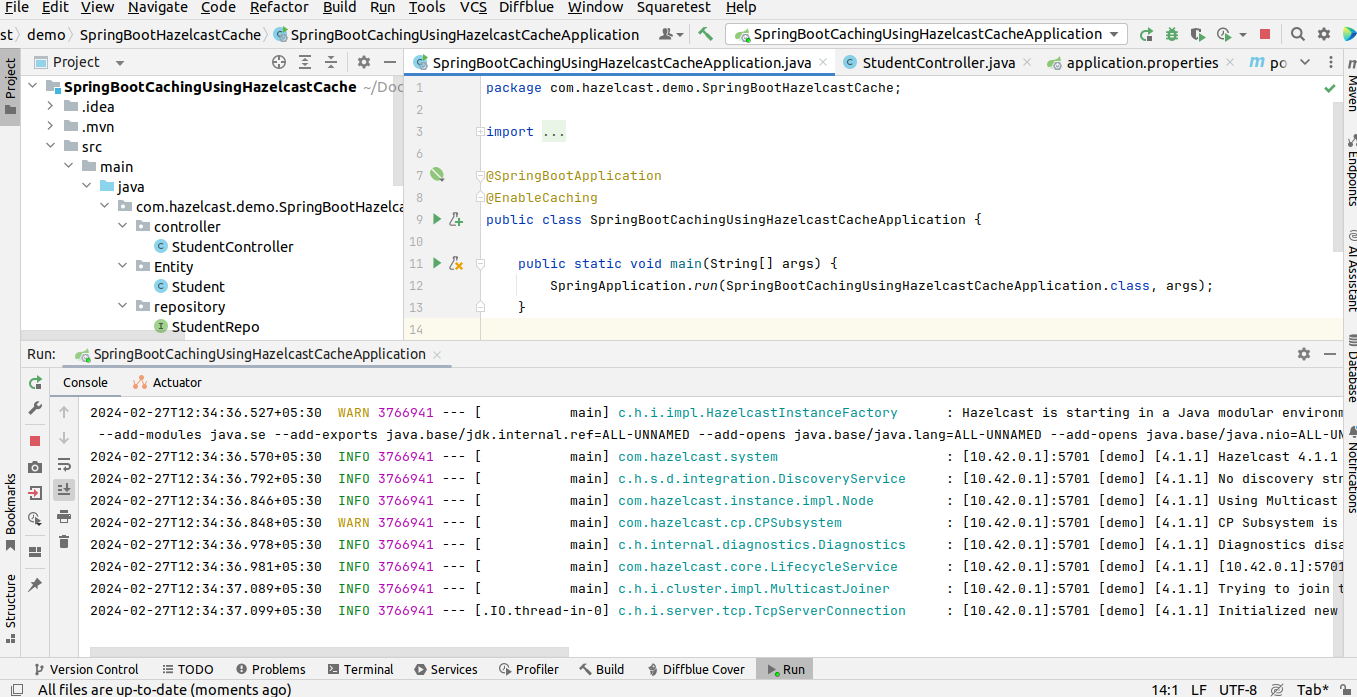 File Edit View Navigate Code Refactor Build Run Tools VCS Diffblue Window Squaretest Help
st demo SpringBootHazelcastCache SpringBootCachingUsingHazelcastCacheApplication SpringBootCachingUsingHazelcastCacheApplication
Project
SpringBootCachingUsingHazelcastCacheApplication.java StudentController.java application.properties po
Project
SpringBootCachingUsingHazelcastCache ~/Doc
.idea
.mvn
src
main
java
com.hazelcast.demo.SpringBootHazelca
controller
StudentController
Entity
Student
repository
StudentRepo
1 package com.hazelcast.demo.SpringBootHazelcastCache;
2
3 import ...
6
7 @SpringBootApplication
8 @EnableCaching
9 public class SpringBootCachingUsingHazelcastCacheApplication {
10
11 public static void main(String[] args) {
12 SpringApplication.run(SpringBootCachingUsingHazelcastCacheApplication.class, args);
13 }
14
Maven
Endpoints
AI Assistant
Database
Notifications
Run: SpringBootCachingUsingHazelcastCacheApplication
Console Actuator
2024-02-27T12:34:36.527+05:30 WARN 3766941 --- [ main] c.h.i.impl.HazelcastInstanceFactory : Hazelcast is starting in a Java modular environm
--add-modules java.se --add-exports java.base/jdk.internal.ref=ALL-UNNAMED --add-opens java.base/java.lang=ALL-UNNAMED --add-opens java.base/java.nio=ALL-UN
2024-02-27T12:34:36.570+05:30 INFO 3766941 --- [ main] com.hazelcast.system : [10.42.0.1]:5701 [demo] [4.1.1] Hazelcast 4.1.1
2024-02-27T12:34:36.792+05:30 INFO 3766941 --- [ main] c.h.s.d.integration.DiscoveryService : [10.42.0.1]:5701 [demo] [4.1.1] No discovery str
2024-02-27T12:34:36.846+05:30 INFO 3766941 --- [ main] com.hazelcast.instance.impl.Node : [10.42.0.1]:5701 [demo] [4.1.1] Using Multicast
2024-02-27T12:34:36.848+05:30 WARN 3766941 --- [ main] com.hazelcast.cp.CPSubsystem : [10.42.0.1]:5701 [demo] [4.1.1] CP Subsystem is
2024-02-27T12:34:36.978+05:30 INFO 3766941 --- [ main] c.h.internal.diagnostics.Diagnostics : [10.42.0.1]:5701 [demo] [4.1.1] Diagnostics disa
2024-02-27T12:34:36.981+05:30 INFO 3766941 --- [ main] com.hazelcast.core.LifecycleService : [10.42.0.1]:5701 [demo] [4.1.1] [10.42.0.1]:5701
2024-02-27T12:34:37.089+05:30 INFO 3766941 --- [ main] c.h.i.cluster.impl.MulticastJoiner : [10.42.0.1]:5701 [demo] [4.1.1] Trying to join t
2024-02-27T12:34:37.099+05:30 INFO 3766941 --- [.IO.thread-in-0] c.h.i.server.tcp.TcpServerConnection : [10.42.0.1]:5701 [demo] [4.1.1] Initialized new
Bookmarks
Structure
Version Control TODO Problems Terminal Services Profiler Build Diffblue Cover Run
All files are up-to-date (moments ago) 14:1 LF UTF-8 Tab*